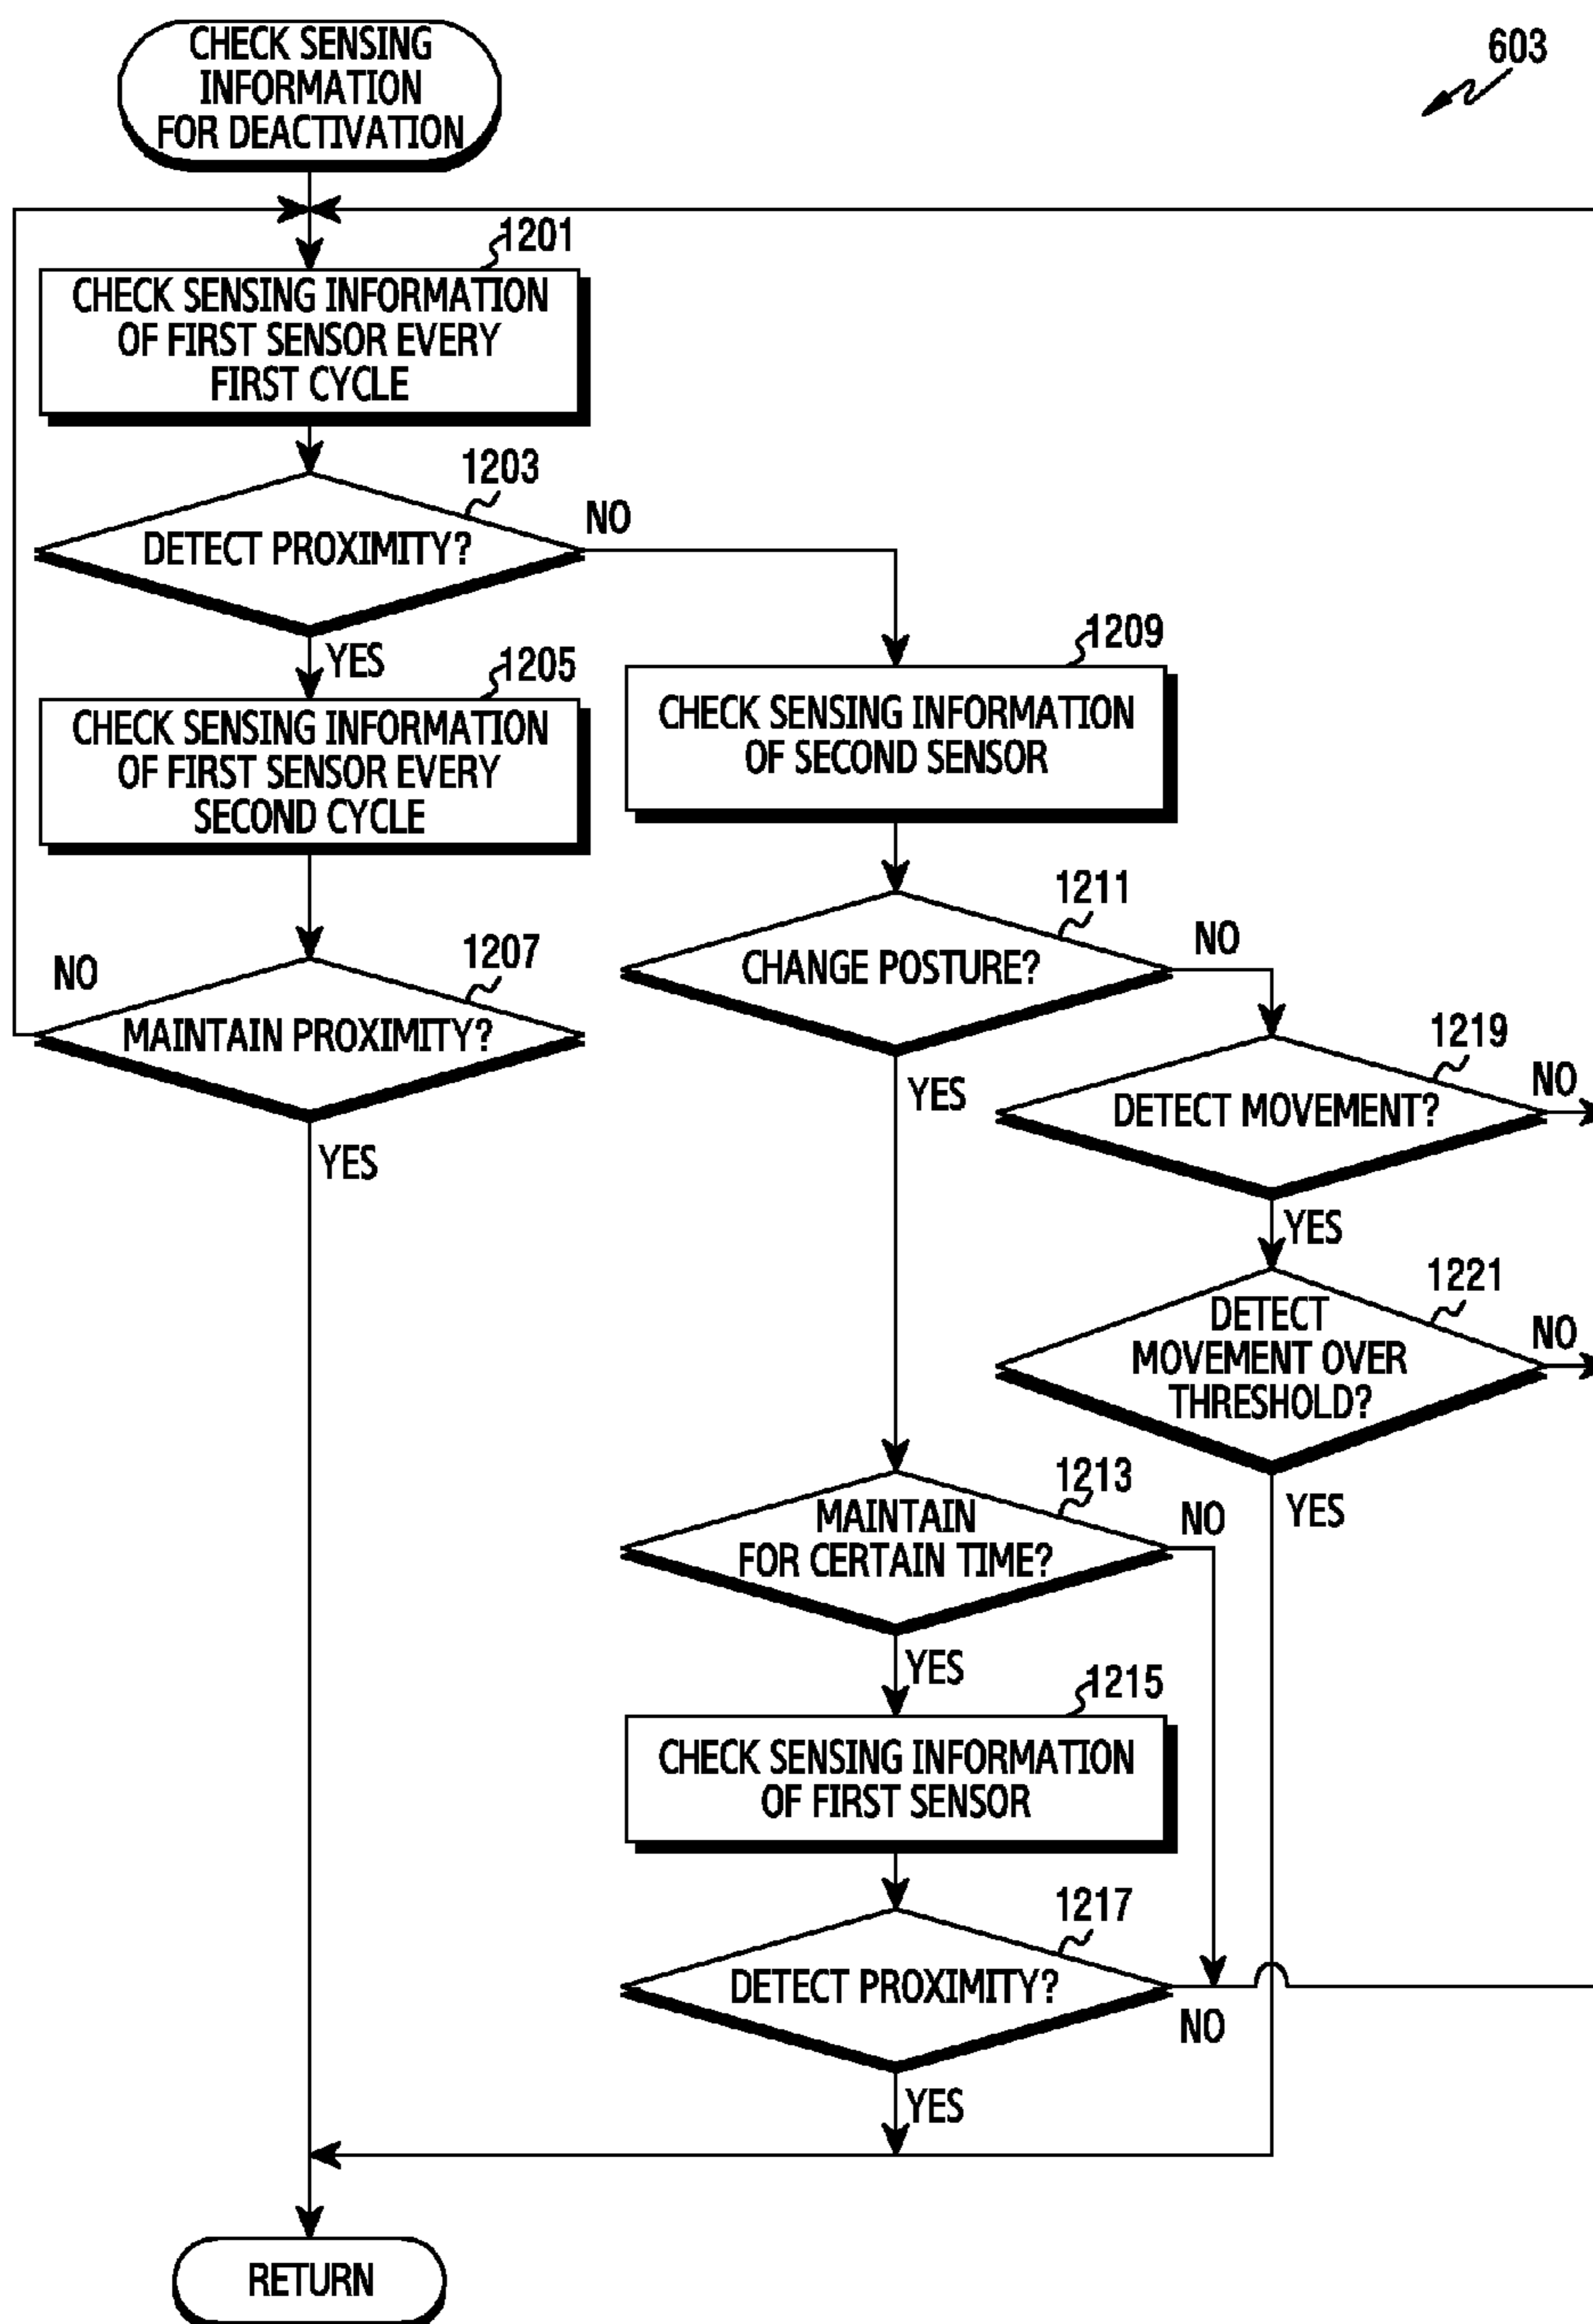 CHECK SENSING
INFORMATION
FOR DEACTIVATION
603
1201
CHECK SENSING INFORMATION
OF FIRST SENSOR EVERY
FIRST CYCLE
1203
DETECT PROXIMITY?
NO
YES
1205
CHECK SENSING INFORMATION
OF FIRST SENSOR EVERY
SECOND CYCLE
1207
NO
MAINTAIN PROXIMITY?
YES
1209
CHECK SENSING INFORMATION
OF SECOND SENSOR
1211
CHANGE POSTURE?
NO
YES
1219
DETECT MOVEMENT?
NO
YES
1221
DETECT
MOVEMENT OVER
THRESHOLD?
NO
YES
1213
MAINTAIN
FOR CERTAIN TIME?
NO
YES
1215
CHECK SENSING INFORMATION
OF FIRST SENSOR
1217
DETECT PROXIMITY?
NO
YES
RETURN